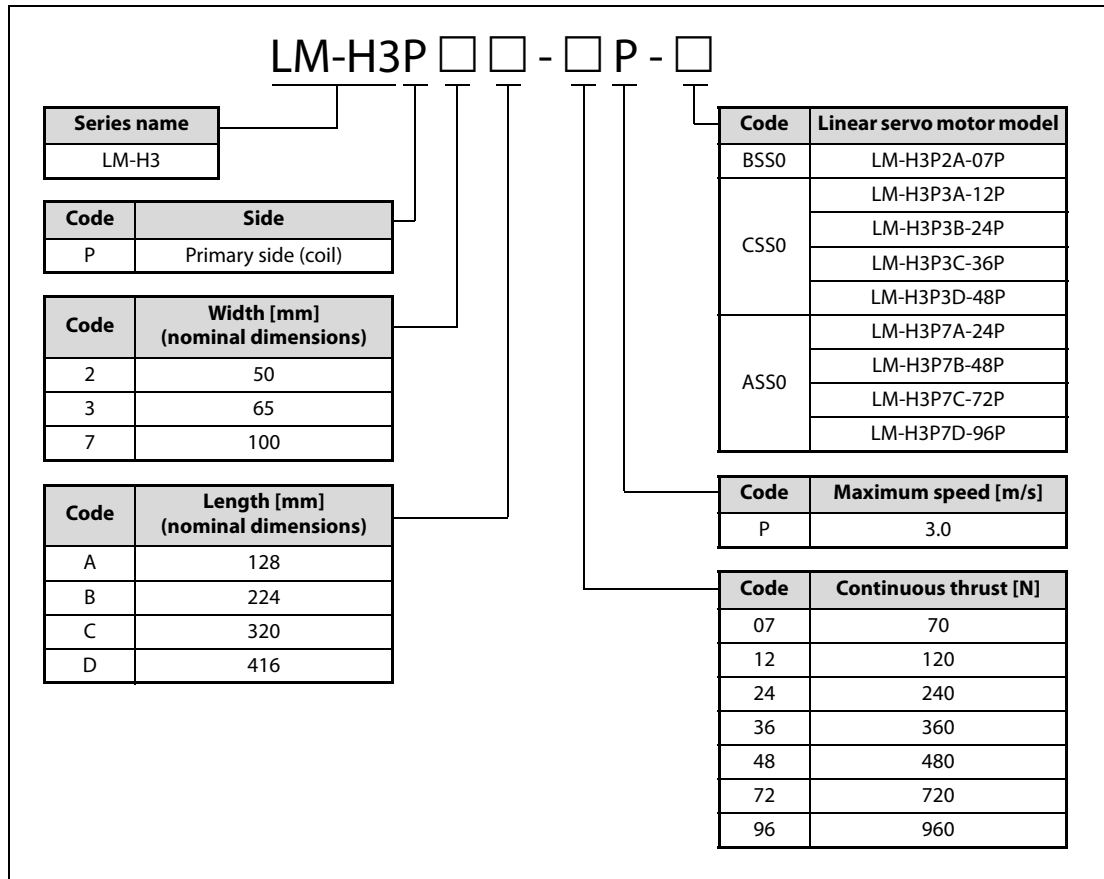 LM-H3P □ □ - □ P - □
Series name
LM-H3
Code Side
P Primary side (coil)
Code Width [mm]
(nominal dimensions)
2 50
3 65
7 100
Code Length [mm]
(nominal dimensions)
A 128
B 224
C 320
D 416
Code Linear servo motor model
BSS0 LM-H3P2A-07P
CSS0 LM-H3P3A-12P
LM-H3P3B-24P
LM-H3P3C-36P
LM-H3P3D-48P
ASS0 LM-H3P7A-24P
LM-H3P7B-48P
LM-H3P7C-72P
LM-H3P7D-96P
Code Maximum speed [m/s]
P 3.0
Code Continuous thrust [N]
07 70
12 120
24 240
36 360
48 480
72 720
96 960